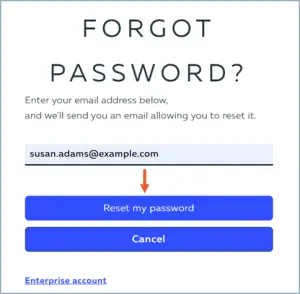 FORGOT
PASSWORD?
Enter your email address below,
and we'll send you an email allowing you to reset it.
susan.adams@example.com
Reset my password
Cancel
Enterprise account